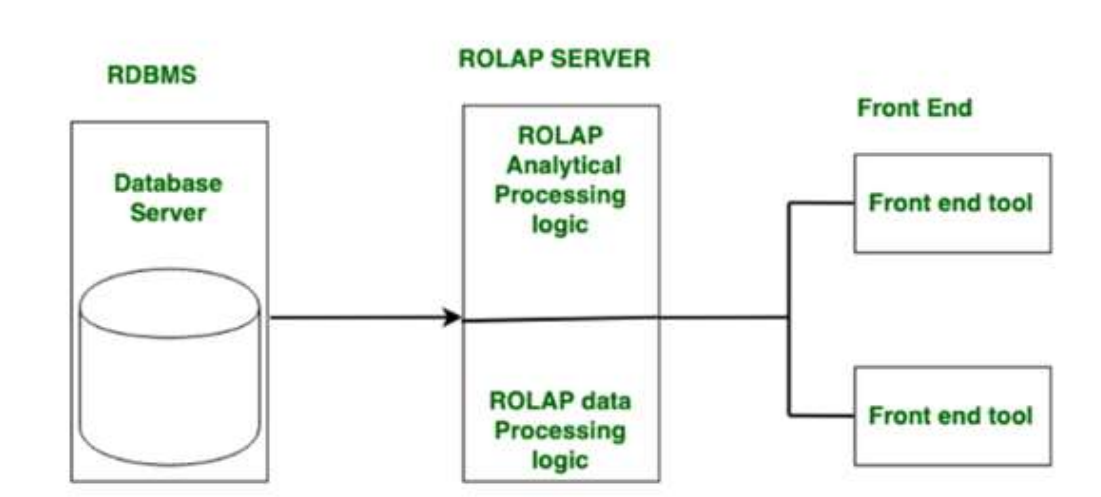 RDBMS
Database
Server
ROLAP SERVER
ROLAP
Analytical
Processing
logic
ROLAP data
Processing
logic
Front End
Front end tool
Front end tool